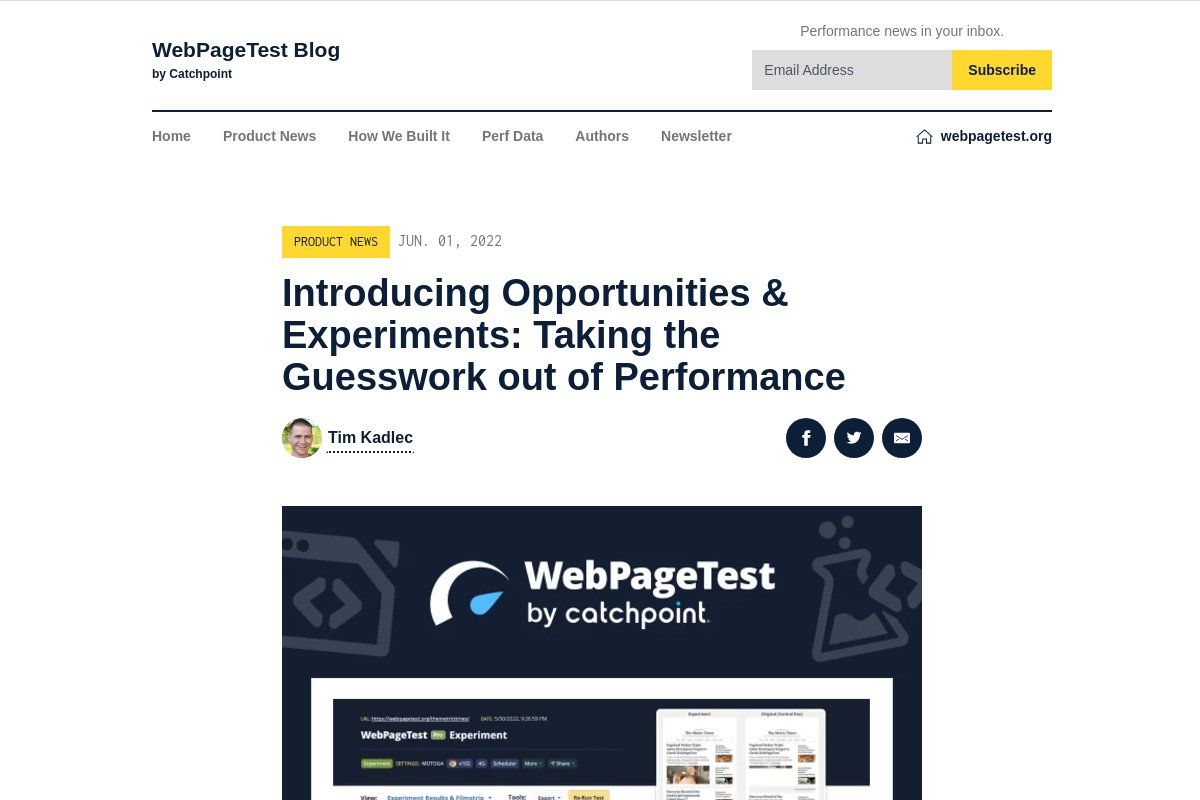 WebPageTest Blog
by Catchpoint
Performance news in your inbox.
Email Address
Subscribe
Home
Product News
How We Built It
Perf Data
Authors
Newsletter
webpagetest.org
PRODUCT NEWS
JUN. 01, 2022
Introducing Opportunities &
Experiments: Taking the
Guesswork out of Performance
Tim Kadlec
WebPageTest
by catchpoint.
URL: https://webpagetest.org/themetrictimes/
DATE: 5/30/2022, 9:26:59 PM
WebPageTest Pro Experiment
Experiment
SETTINGS: MOTOG4
v102
4G
Scheduler
More
Share
View:
Experiment Results & Filmstrip
Tools:
Export
Re-Run Test
Experiment
Original (Control Run)
The Metric Times
The Metric Times